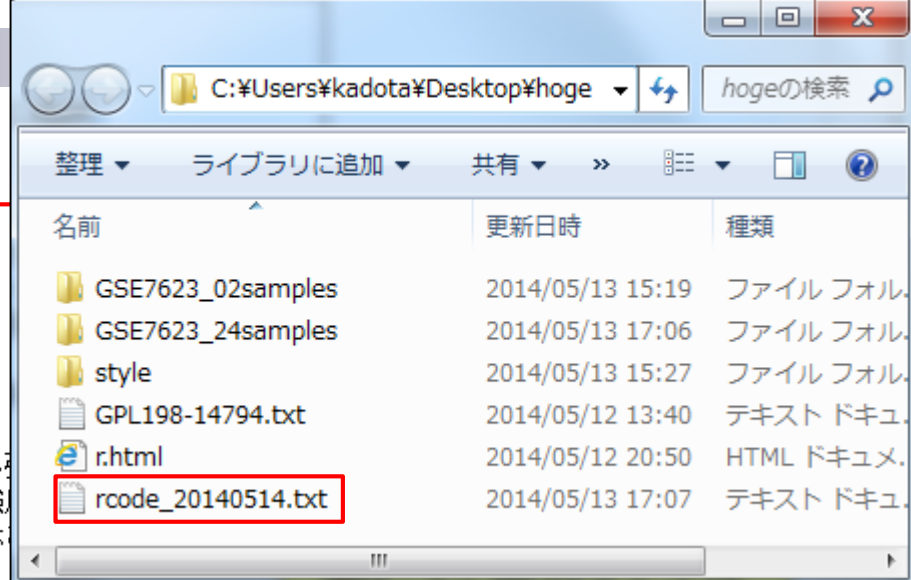 C:¥Users¥kadota¥Desktop¥hoge
hogeの検索
整理 ライブラリに追加 共有 »
名前 更新日時 種類
GSE7623_02samples 2014/05/13 15:19 ファイル フォル
GSE7623_24samples 2014/05/13 17:06 ファイル フォル
style 2014/05/13 15:27 ファイル フォル
GPL198-14794.txt 2014/05/12 13:40 テキスト ドキュ
r.html 2014/05/12 20:50 HTML ドキュメ
rcode_20140514.txt 2014/05/13 17:07 テキスト ドキュ